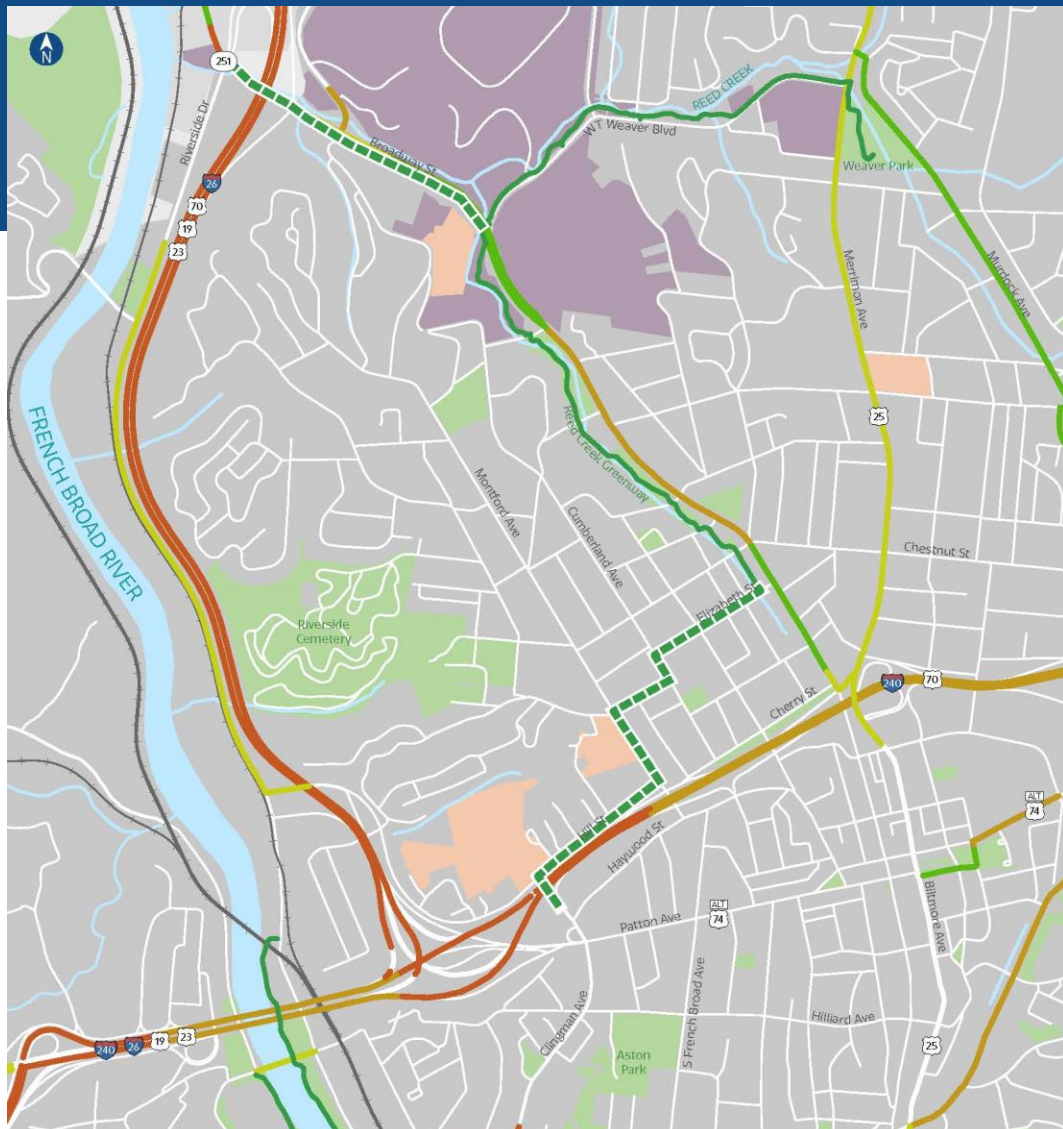 N
251
REED CREEK
WT Weaver Blvd
Riverside Dr
Broadway St
Weaver Park
26
70
19
23
Murdock Ave
Merrimon Ave
25
FRENCH BROAD RIVER
Reed Creek Greenway
Montford Ave
Cumberland Ave
Chestnut St
Elizabeth St
Riverside
Cemetery
240
70
Cherry St
ALT
74
Hill St
Haywood St
Biltmore Ave
ALT
74
Patton Ave
S French Broad Ave
Clingman Ave
Hilliard Ave
240
26
19
23
25
Aston
Park